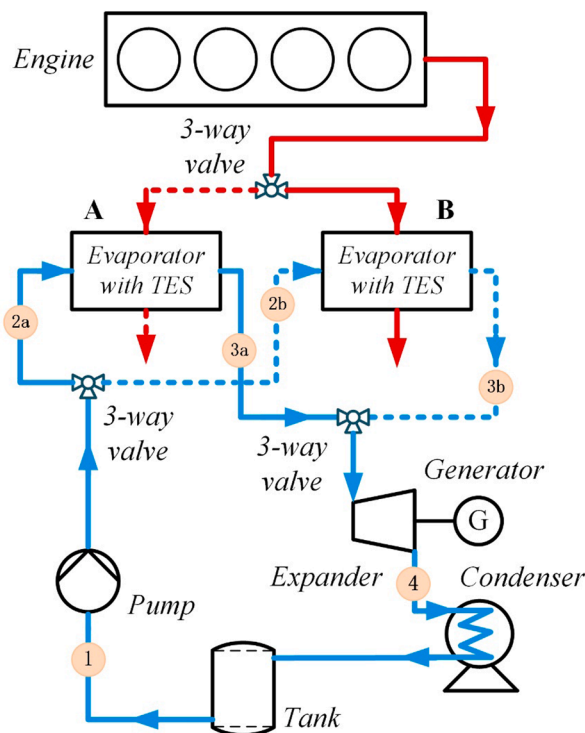 Engine
3-way
valve
A
B
Evaporator
with TES
Evaporator
with TES
2a
2b
3a
3b
3-way
valve
3-way
valve
Generator
G
Expander
4
Condenser
Pump
1
Tank